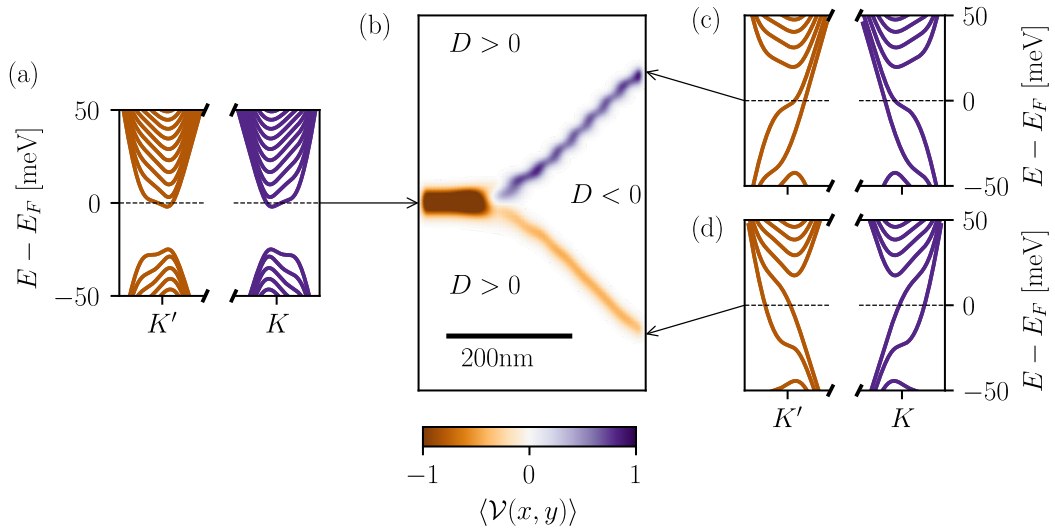 (a)
E − E_F [meV]
50
0
−50
K′
K
(b)
D > 0
D < 0
D > 0
200nm
−1
0
1
⟨𝒱(x, y)⟩
(c)
50
0
−50
E − E_F [meV]
(d)
50
0
−50
E − E_F [meV]
K′
K